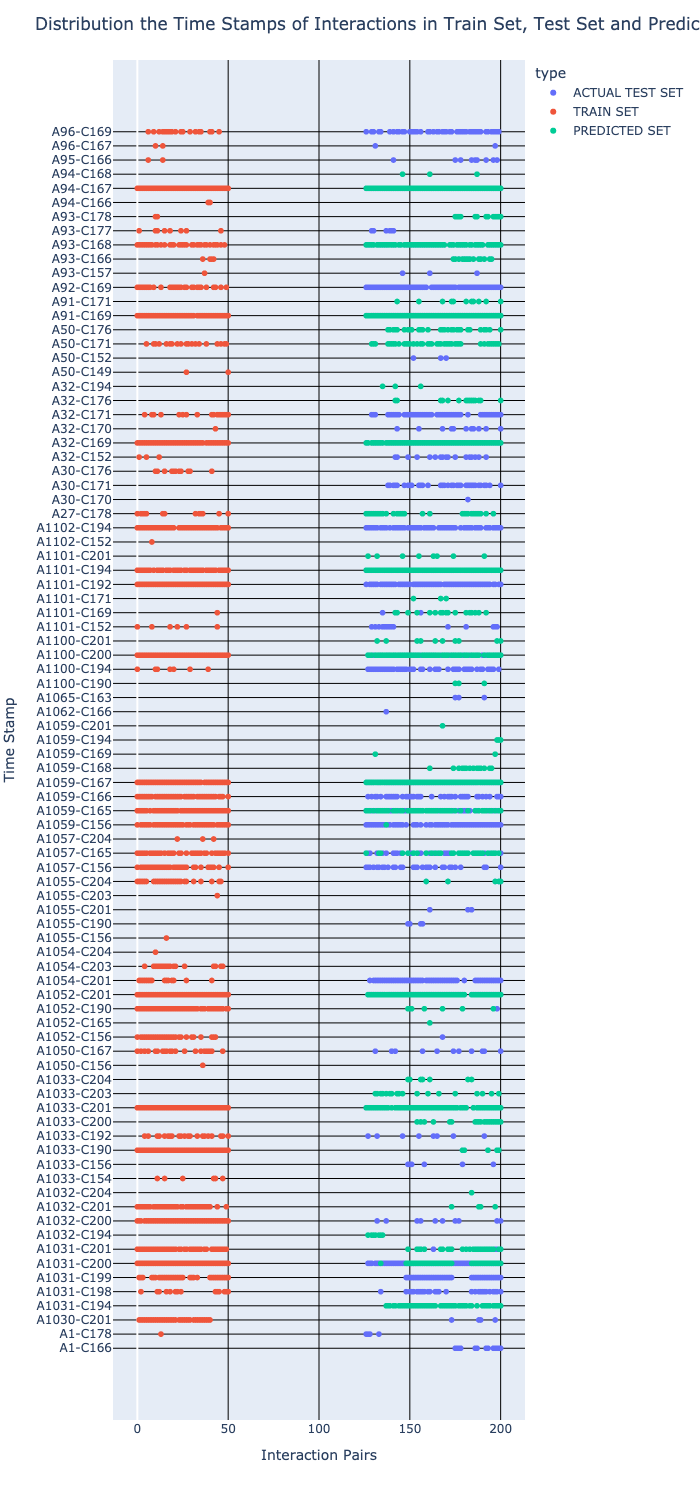 Distribution the Time Stamps of Interactions in Train Set, Test Set and Predic
type
ACTUAL TEST SET
TRAIN SET
PREDICTED SET
A96-C169
A96-C167
A95-C166
A94-C168
A94-C167
A94-C166
A93-C178
A93-C177
A93-C168
A93-C166
A93-C157
A92-C169
A91-C171
A91-C169
A50-C176
A50-C171
A50-C152
A50-C149
A32-C194
A32-C176
A32-C171
A32-C170
A32-C169
A32-C152
A30-C176
A30-C171
A30-C170
A27-C178
A1102-C194
A1102-C152
A1101-C201
A1101-C194
A1101-C192
A1101-C171
A1101-C169
A1101-C152
A1100-C201
A1100-C200
A1100-C194
A1100-C190
A1065-C163
A1062-C166
A1059-C201
A1059-C194
A1059-C169
A1059-C168
A1059-C167
A1059-C166
A1059-C165
A1059-C156
A1057-C204
A1057-C165
A1057-C156
A1055-C204
A1055-C203
A1055-C201
A1055-C190
A1055-C156
A1054-C204
A1054-C203
A1054-C201
A1052-C201
A1052-C190
A1052-C165
A1052-C156
A1050-C167
A1050-C156
A1033-C204
A1033-C203
A1033-C201
A1033-C200
A1033-C192
A1033-C190
A1033-C156
A1033-C154
A1032-C204
A1032-C201
A1032-C200
A1032-C194
A1031-C201
A1031-C200
A1031-C199
A1031-C198
A1031-C194
A1030-C201
A1-C178
A1-C166
Time Stamp
0 50 100 150 200
Interaction Pairs